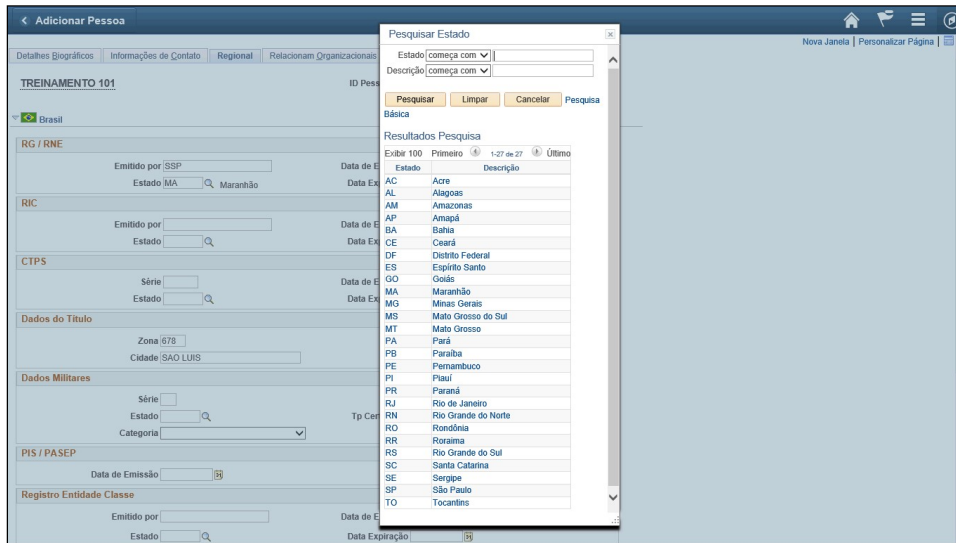 Adicionar Pessoa
Nova Janela | Personalizar Página |
Detalhes Biográficos | Informações de Contato | Regional | Relacionam Organizacionais
TREINAMENTO 101 ID Pess
Brasil
RG / RNE
Emitido por SSP Data de E
Estado MA Maranhão Data Ex
RIC
Emitido por Data de E
Estado Data Ex
CTPS
Série Data de E
Estado Data Ex
Dados do Título
Zona 678
Cidade SAO LUIS
Dados Militares
Série
Estado Tp Cer
Categoria
PIS / PASEP
Data de Emissão
Registro Entidade Classe
Emitido por Data de E
Estado Data Expiração
Pesquisar Estado
Estado começa com
Descrição começa com
Pesquisar Limpar Cancelar Pesquisa
Básica
Resultados Pesquisa
Exibir 100 Primeiro 1-27 de 27 Último
Estado Descrição
AC Acre
AL Alagoas
AM Amazonas
AP Amapá
BA Bahia
CE Ceará
DF Distrito Federal
ES Espírito Santo
GO Goiás
MA Maranhão
MG Minas Gerais
MS Mato Grosso do Sul
MT Mato Grosso
PA Pará
PB Paraíba
PE Pernambuco
PI Piauí
PR Paraná
RJ Rio de Janeiro
RN Rio Grande do Norte
RO Rondônia
RR Roraima
RS Rio Grande do Sul
SC Santa Catarina
SE Sergipe
SP São Paulo
TO Tocantins